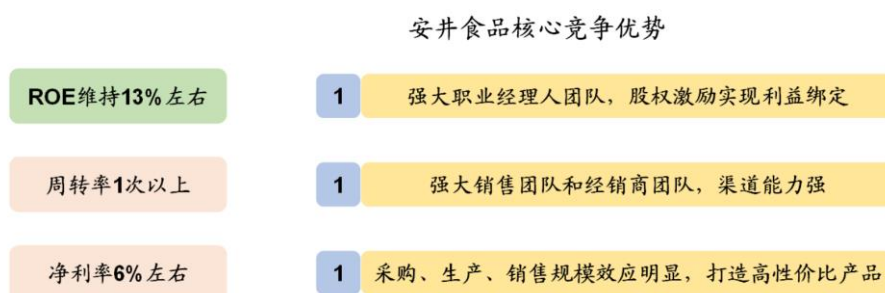 安井食品核心竞争优势
ROE维持13%左右
1 强大职业经理人团队，股权激励实现利益绑定
周转率1次以上
1 强大销售团队和经销商团队，渠道能力强
净利率6%左右
1 采购、生产、销售规模效应明显，打造高性价比产品